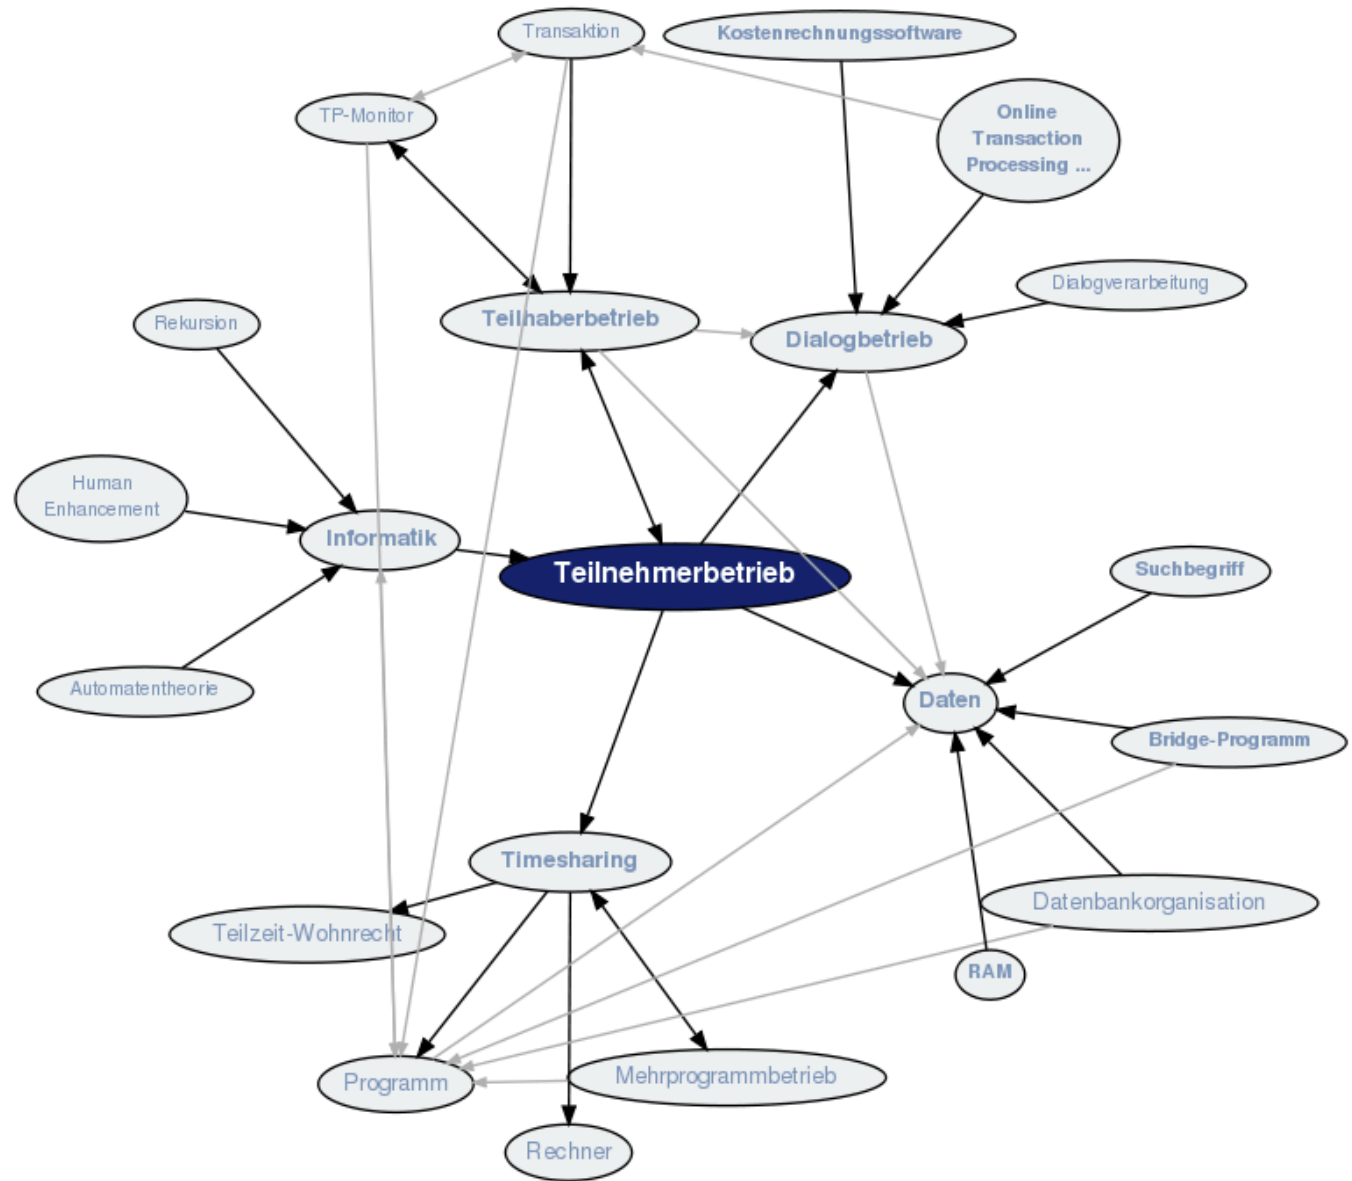 Transaktion
Kostenrechnungssoftware
TP-Monitor
Online
Transaction
Processing ...
Dialogverarbeitung
Rekursion
Teilhaberbetrieb
Dialogbetrieb
Human
Enhancement
Informatik
Teilnehmerbetrieb
Suchbegriff
Automatentheorie
Daten
Bridge-Programm
Timesharing
Datenbankorganisation
Teilzeit-Wohnrecht
RAM
Programm
Mehrprogrammbetrieb
Rechner